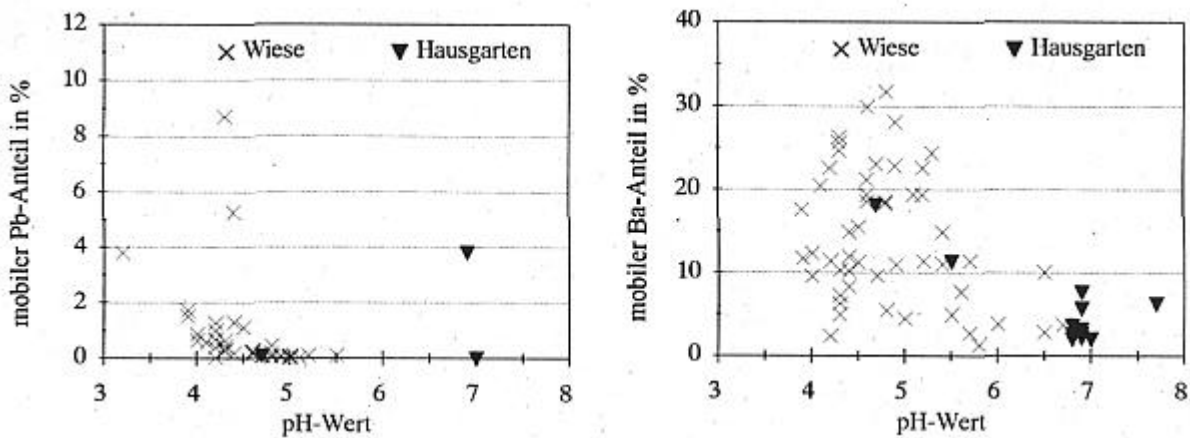 12
10
8
6
4
2
0
mobiler Pb-Anteil in %
Wiese Hausgarten
3 4 5 6 7 8
pH-Wert
40
30
20
10
0
mobiler Ba-Anteil in %
Wiese Hausgarten
3 4 5 6 7 8
pH-Wert